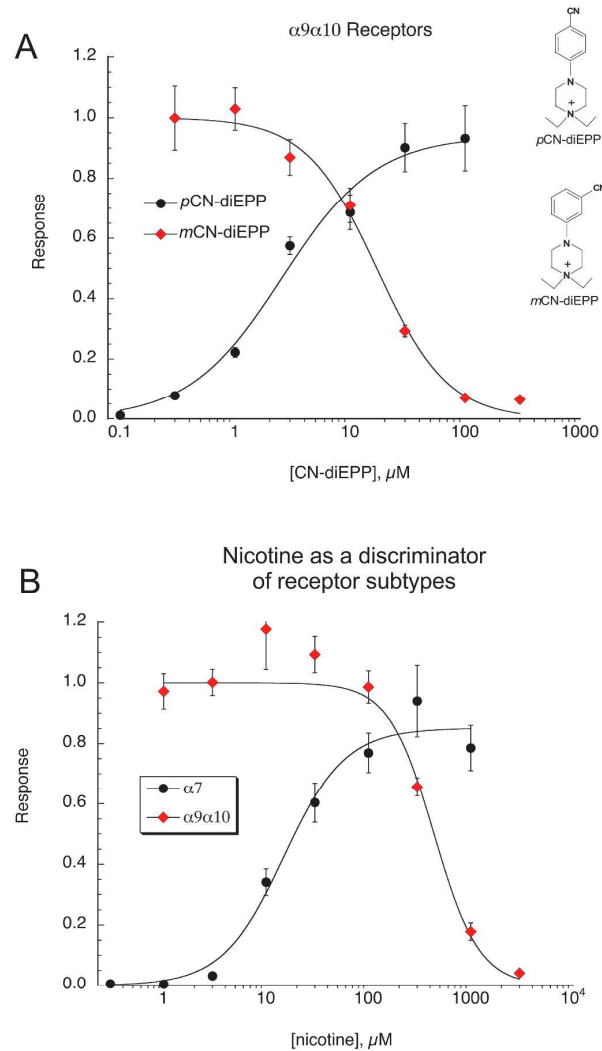 A
α9α10 Receptors
CN
N
+
N
pCN-diEPP
CN
N
+
N
mCN-diEPP
Response
1.2
1.0
0.8
0.6
0.4
0.2
0.0
pCN-diEPP
mCN-diEPP
0.1 1 10 100 1000
[CN-diEPP], µM
B
Nicotine as a discriminator
of receptor subtypes
Response
1.2
1.0
0.8
0.6
0.4
0.2
0.0
α7
α9α10
1 10 100 1000 10⁴
[nicotine], µM